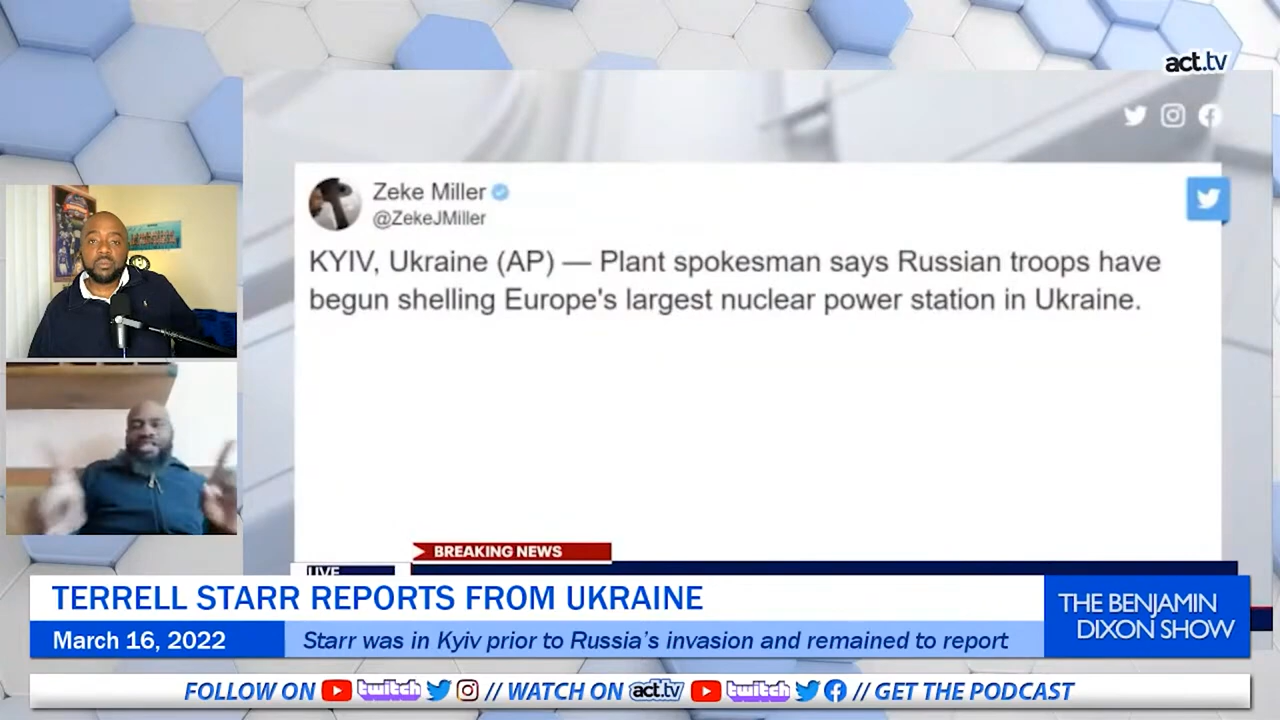 act.tv
Zeke Miller
@ZekeJMiller
KYIV, Ukraine (AP) — Plant spokesman says Russian troops have
begun shelling Europe's largest nuclear power station in Ukraine.
BREAKING NEWS
LIVE
TERRELL STARR REPORTS FROM UKRAINE
THE BENJAMIN
DIXON SHOW
March 16, 2022
Starr was in Kyiv prior to Russia's invasion and remained to report
FOLLOW ON twitch // WATCH ON act.tv twitch // GET THE PODCAST